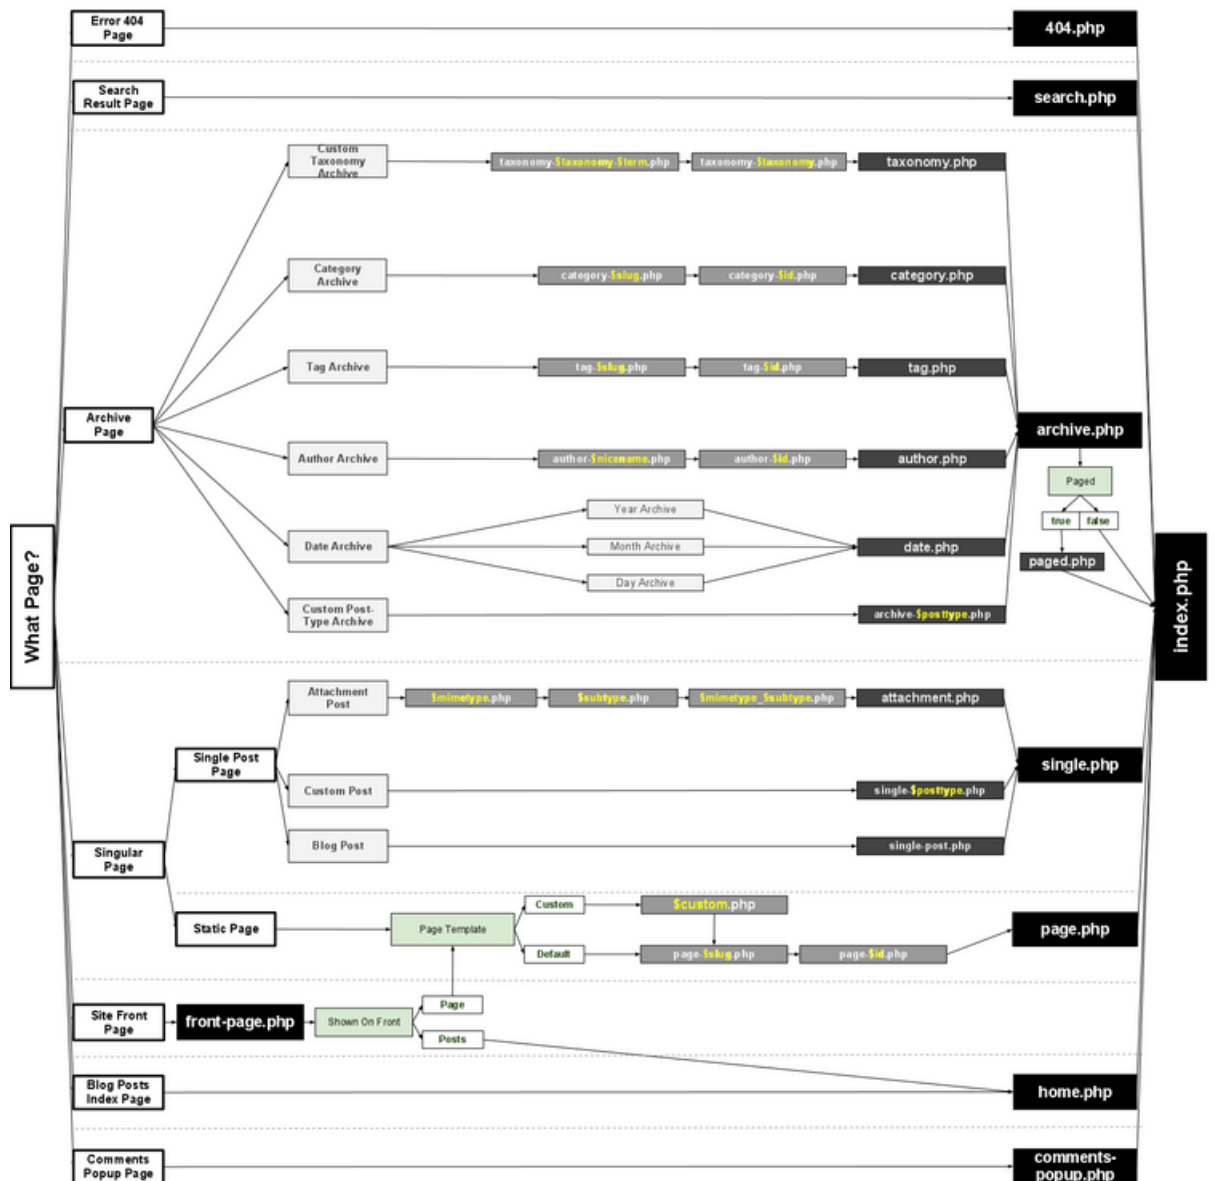 Error 404
Page
404.php
Search
Result Page
search.php
Custom
Taxonomy
Archive
taxonomy-$taxonomy-$term.php
taxonomy-$taxonomy.php
taxonomy.php
Category
Archive
category-$slug.php
category-$id.php
category.php
Tag Archive
tag-$slug.php
tag-$id.php
tag.php
Archive
Page
archive.php
Author Archive
author-$nicename.php
author-$id.php
author.php
Paged
true
false
paged.php
Date Archive
Year Archive
Month Archive
Day Archive
date.php
Custom Post-
Type Archive
archive-$posttype.php
What Page?
index.php
Attachment
Post
$mimetype.php
$subtype.php
$mimetype_$subtype.php
attachment.php
Single Post
Page
single.php
Custom Post
single-$posttype.php
Blog Post
single-post.php
Singular
Page
Static Page
Page Template
Custom
$custom.php
Default
page-$slug.php
page-$id.php
page.php
Site Front
Page
front-page.php
Shown On Front
Page
Posts
Blog Posts
Index Page
home.php
Comments
Popup Page
comments-
popup.php